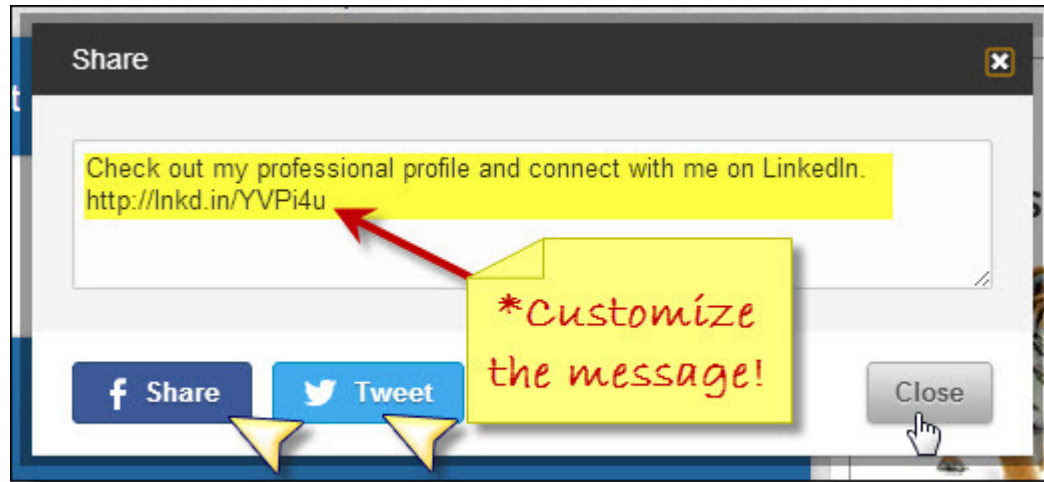 Share
t
Check out my professional profile and connect with me on LinkedIn.
http://lnkd.in/YVPi4u
*Customize
the message!
f Share
Tweet
Close
s